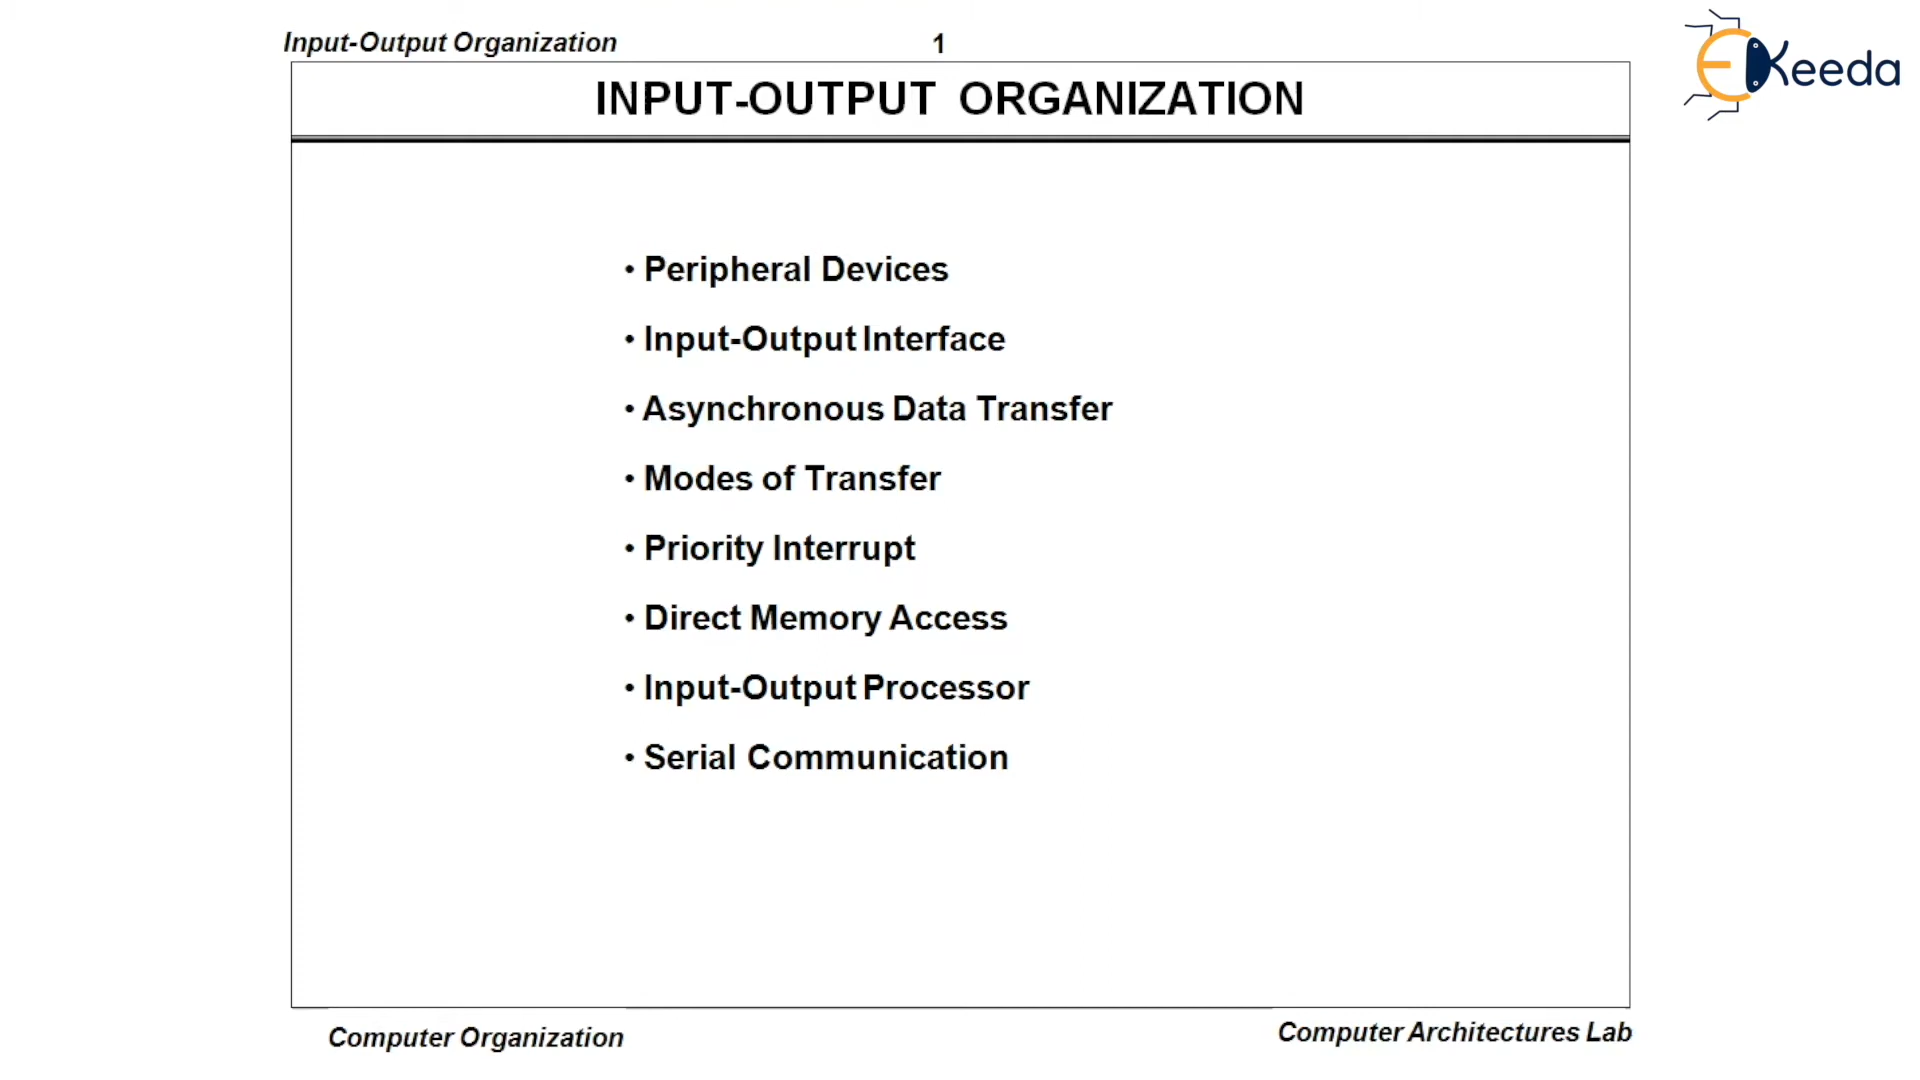 Input-Output Organization 1
EKeeda
INPUT-OUTPUT ORGANIZATION
• Peripheral Devices
• Input-Output Interface
• Asynchronous Data Transfer
• Modes of Transfer
• Priority Interrupt
• Direct Memory Access
• Input-Output Processor
• Serial Communication
Computer Organization
Computer Architectures Lab